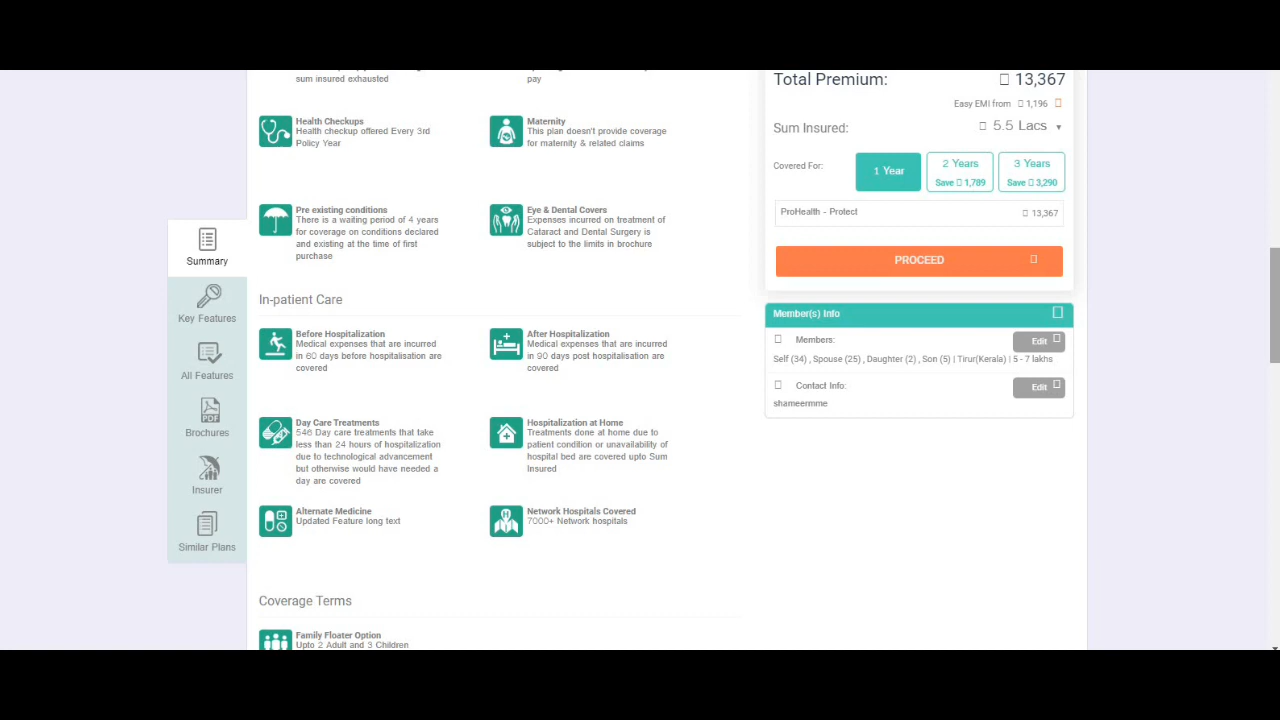 sum insured exhausted
pay
Health Checkups
Health checkup offered Every 3rd
Policy Year
Maternity
This plan doesn't provide coverage
for maternity & related claims
Pre existing conditions
There is a waiting period of 4 years
for coverage on conditions declared
and existing at the time of first
purchase
Eye & Dental Covers
Expenses incurred on treatment of
Cataract and Dental Surgery is
subject to the limits in brochure
In-patient Care
Before Hospitalization
Medical expenses that are incurred
in 60 days before hospitalisation are
covered
After Hospitalization
Medical expenses that are incurred
in 90 days post hospitalisation are
covered
Day Care Treatments
546 Day care treatments that take
less than 24 hours of hospitalization
due to technological advancement
but otherwise would have needed a
day are covered
Hospitalization at Home
Treatments done at home due to
patient condition or unavailability of
hospital bed are covered upto Sum
Insured
Alternate Medicine
Updated Feature long text
Network Hospitals Covered
7000+ Network hospitals
Coverage Terms
Family Floater Option
Upto 2 Adult and 3 Children
Summary
Key Features
All Features
PDF
Brochures
Insurer
Similar Plans
Total Premium: 13,367
Easy EMI from 1,196
Sum Insured: 5.5 Lacs
Covered For:
1 Year
2 Years
Save 1,789
3 Years
Save 3,290
ProHealth - Protect 13,367
PROCEED
Member(s) Info
Members: Edit
Self (34) , Spouse (25) , Daughter (2) , Son (5) | Tirur(Kerala) | 5 - 7 lakhs
Contact Info: Edit
shameermme